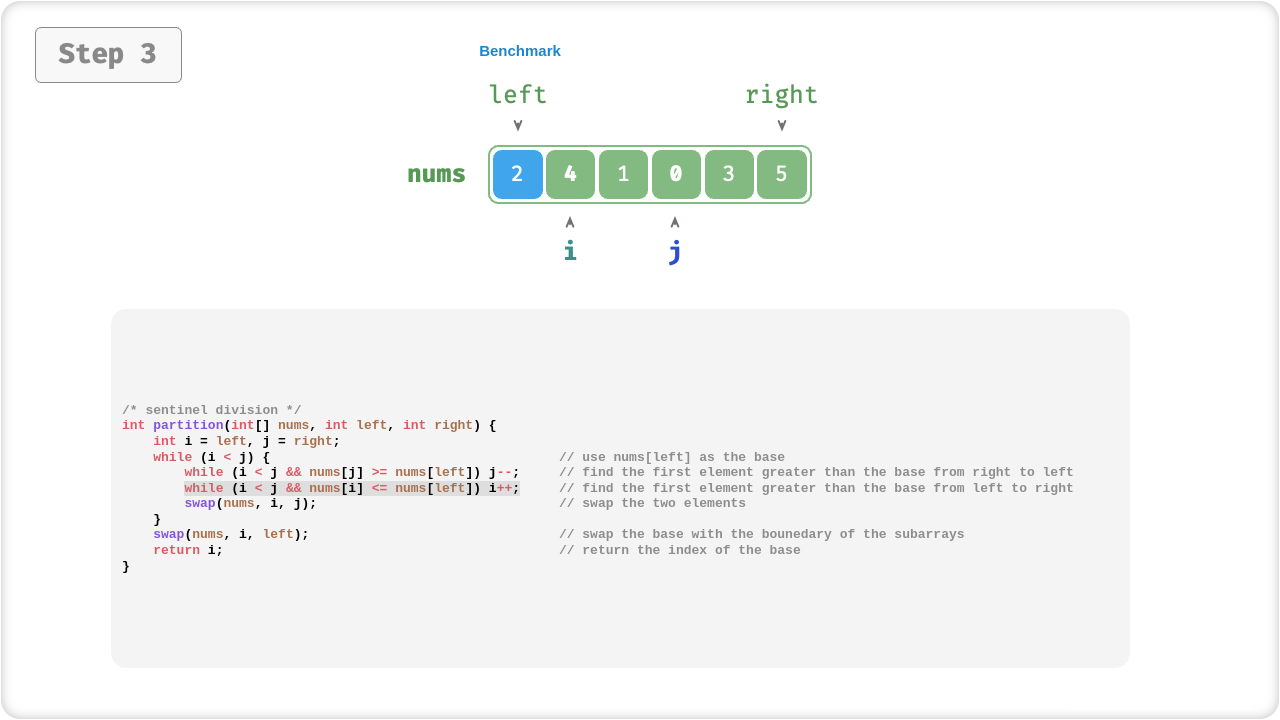 Step 3
Benchmark
left right
nums 2 4 1 0 3 5
i j
/* sentinel division */
int partition(int[] nums, int left, int right) {
    int i = left, j = right;
    while (i < j) { // use nums[left] as the base
        while (i < j && nums[j] >= nums[left]) j--; // find the first element greater than the base from right to left
        while (i < j && nums[i] <= nums[left]) i++; // find the first element greater than the base from left to right
        swap(nums, i, j); // swap the two elements
    }
    swap(nums, i, left); // swap the base with the bounedary of the subarrays
    return i; // return the index of the base
}